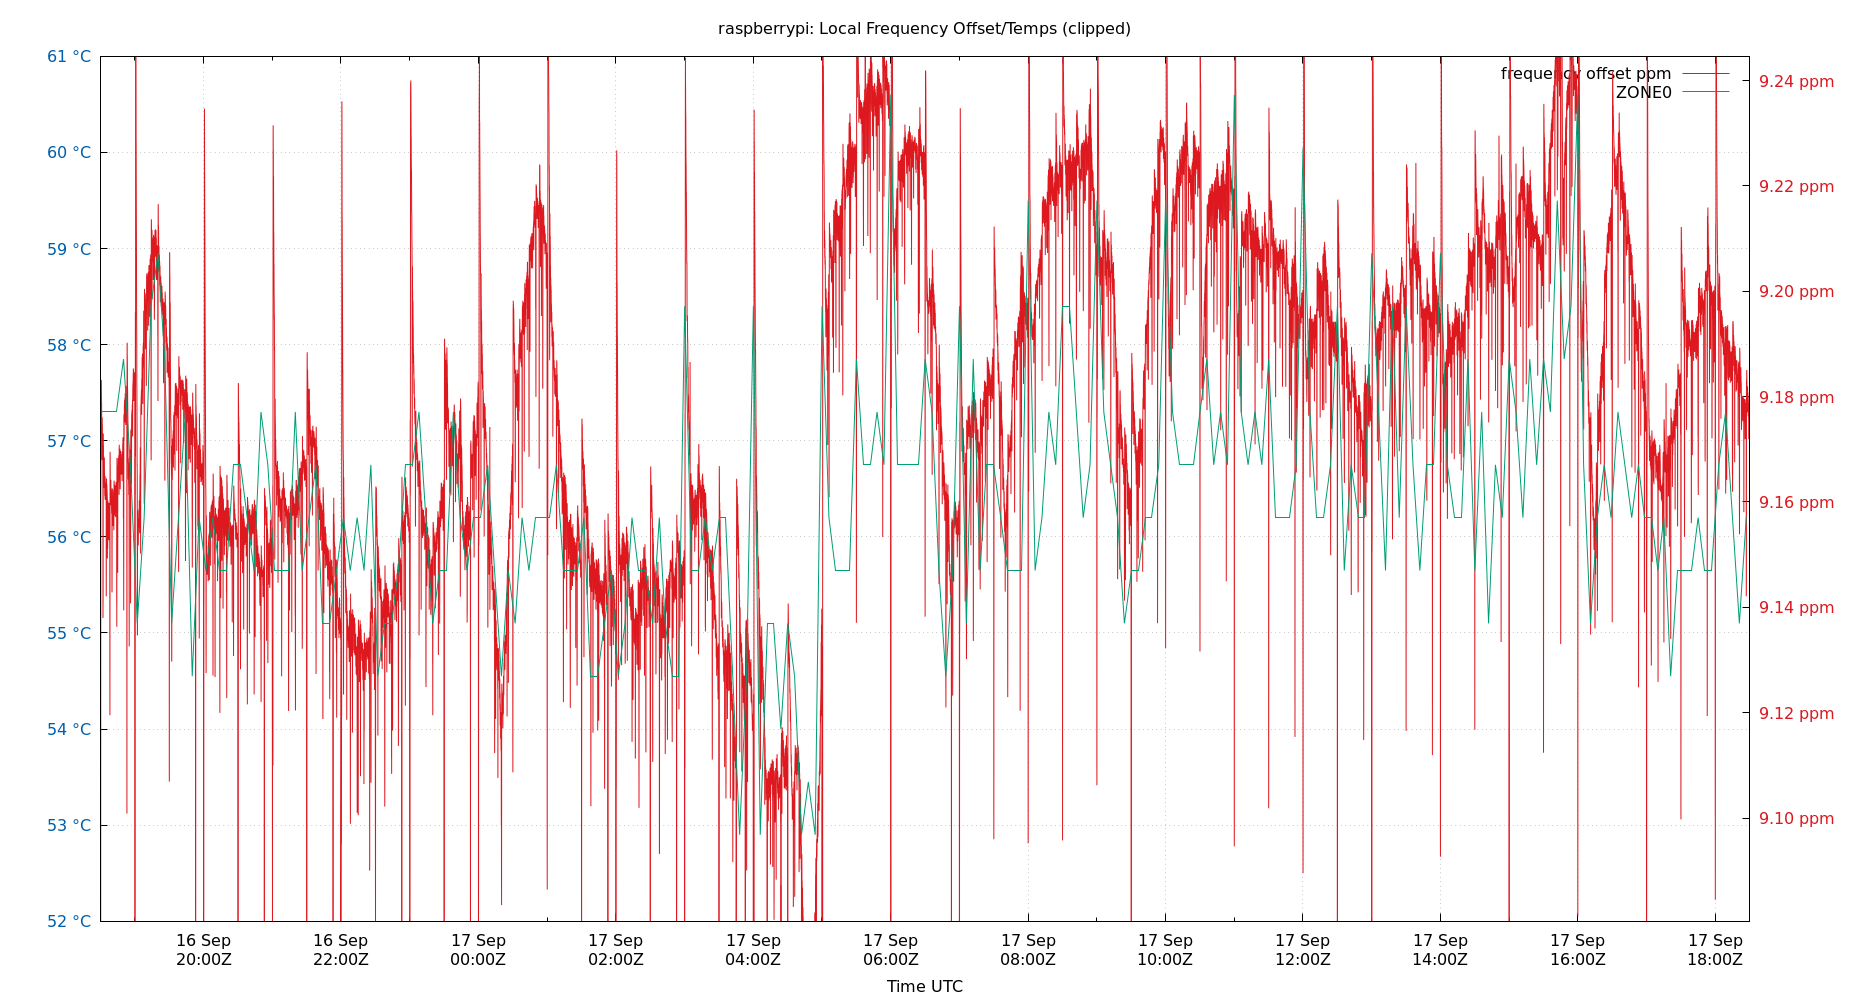 raspberrypi: Local Frequency Offset/Temps (clipped)
61 °C
60 °C
59 °C
58 °C
57 °C
56 °C
55 °C
54 °C
53 °C
52 °C
frequency offset ppm
ZONE0
9.24 ppm
9.22 ppm
9.20 ppm
9.18 ppm
9.16 ppm
9.14 ppm
9.12 ppm
9.10 ppm
16 Sep 16 Sep 17 Sep 17 Sep 17 Sep 17 Sep 17 Sep 17 Sep 17 Sep 17 Sep 17 Sep 17 Sep
20:00Z 22:00Z 00:00Z 02:00Z 04:00Z 06:00Z 08:00Z 10:00Z 12:00Z 14:00Z 16:00Z 18:00Z
Time UTC